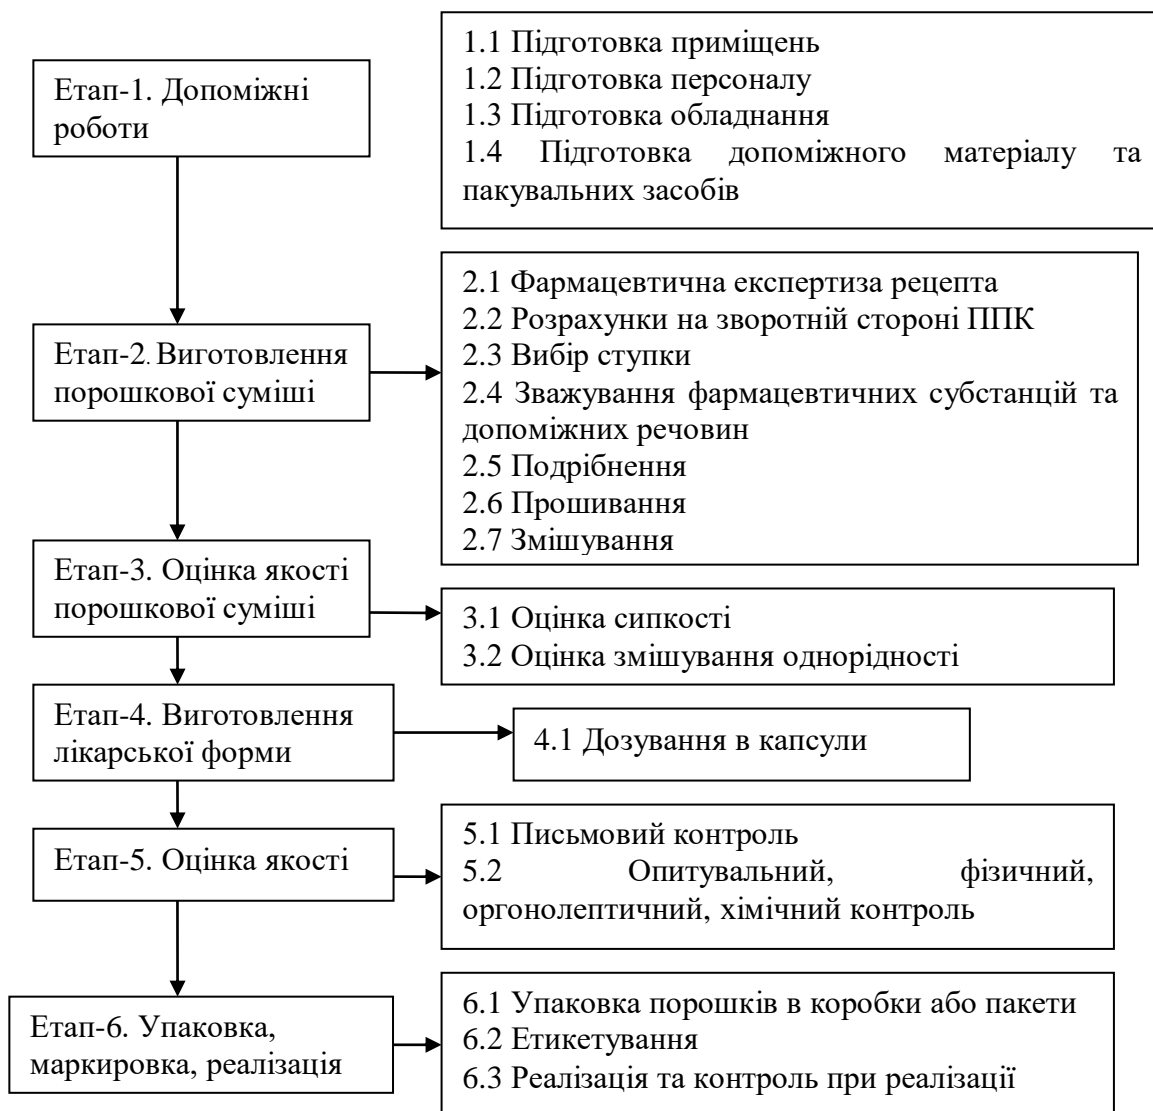 Етап-1. Допоміжні
роботи
1.1 Підготовка приміщень
1.2 Підготовка персоналу
1.3 Підготовка обладнання
1.4 Підготовка допоміжного матеріалу та
пакувальних засобів
Етап-2. Виготовлення
порошкової суміші
2.1 Фармацевтична експертиза рецепта
2.2 Розрахунки на зворотній стороні ППК
2.3 Вибір ступки
2.4 Зважування фармацевтичних субстанцій та
допоміжних речовин
2.5 Подрібнення
2.6 Прошивання
2.7 Змішування
Етап-3. Оцінка якості
порошкової суміші
3.1 Оцінка сипкості
3.2 Оцінка змішування однорідності
Етап-4. Виготовлення
лікарської форми
4.1 Дозування в капсули
Етап-5. Оцінка якості
5.1 Письмовий контроль
5.2 Опитувальний, фізичний,
оргонолептичний, хімічний контроль
Етап-6. Упаковка,
маркировка, реалізація
6.1 Упаковка порошків в коробки або пакети
6.2 Етикетування
6.3 Реалізація та контроль при реалізації